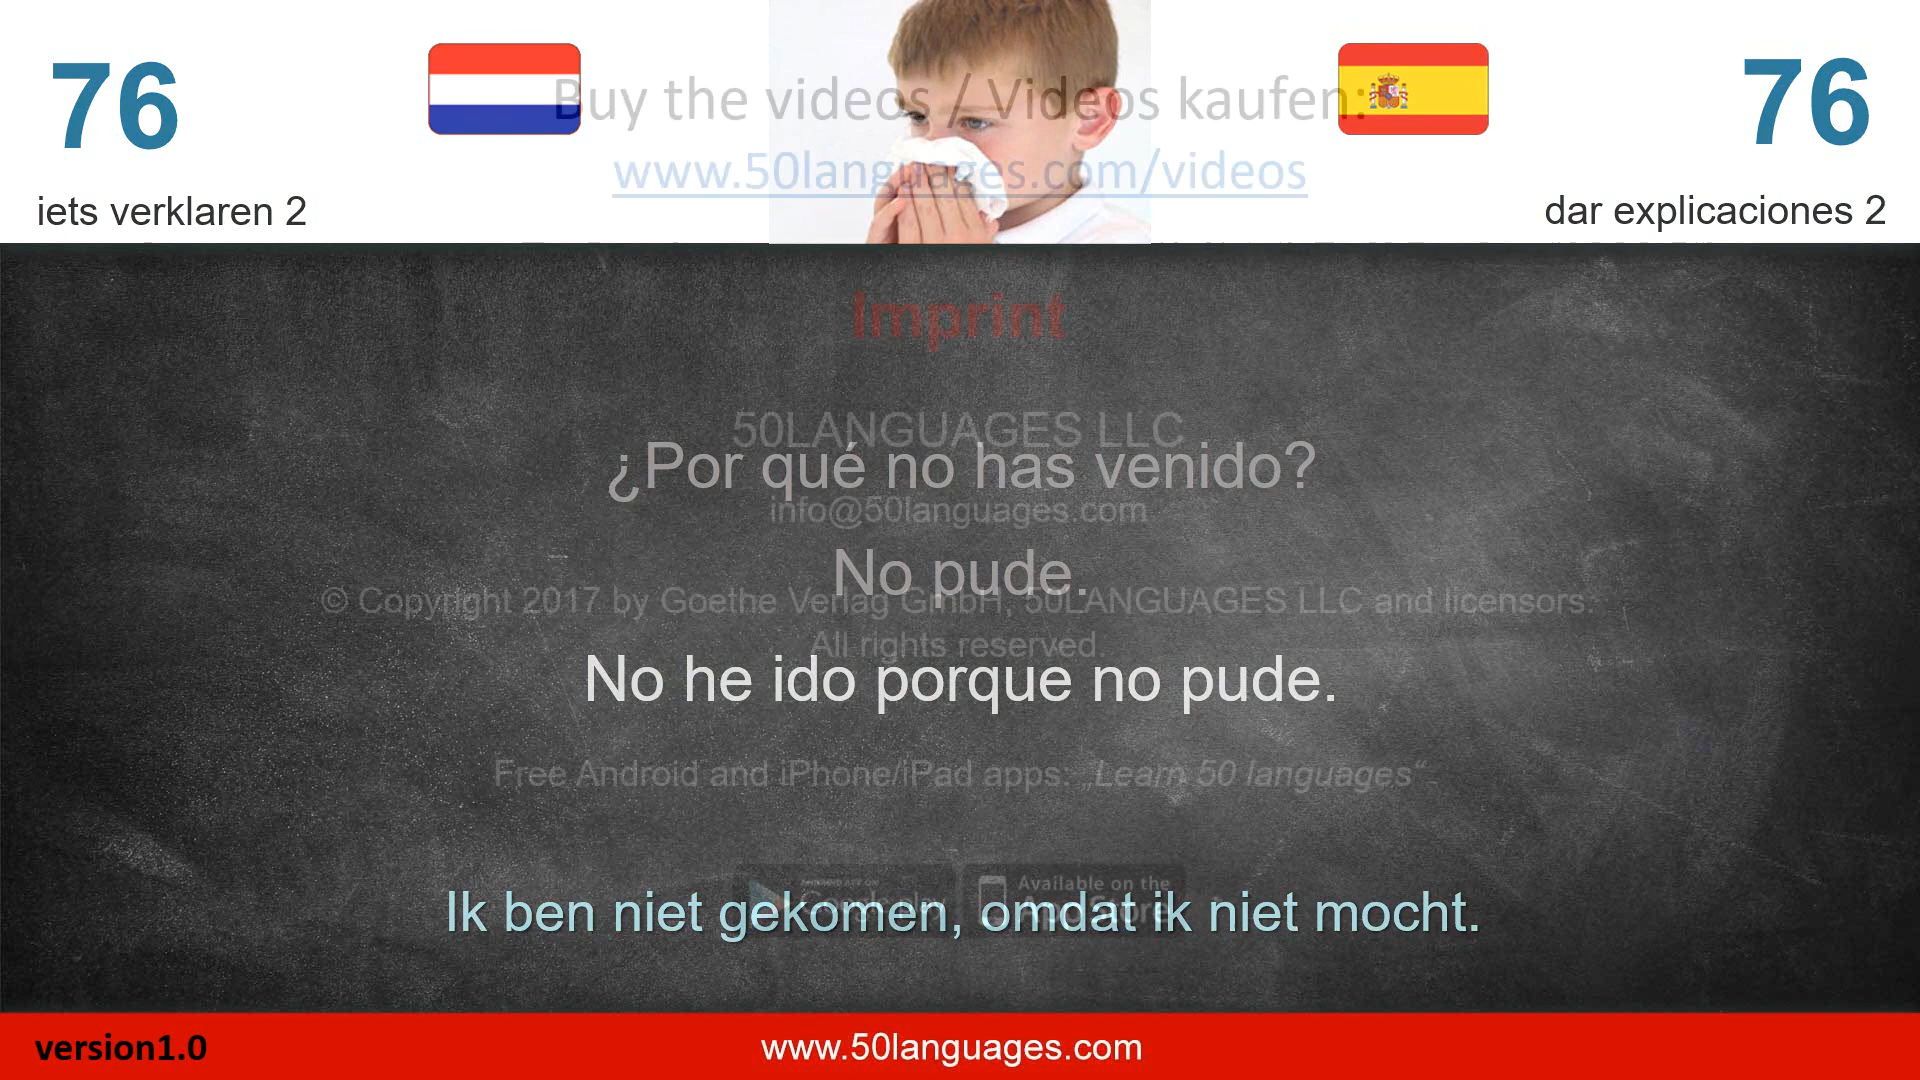 76
76
Buy the videos / Videos kaufen:
www.50languages.com/videos
iets verklaren 2
dar explicaciones 2
Imprint
50LANGUAGES LLC
¿Por qué no has venido?
info@50languages.com
No pude.
© Copyright 2017 by Goethe Verlag GmbH, 50LANGUAGES LLC and licensors.
All rights reserved.
No he ido porque no pude.
Free Android and iPhone/iPad apps: „Learn 50 languages“
Available on the
App Store
Ik ben niet gekomen, omdat ik niet mocht.
version1.0
www.50languages.com